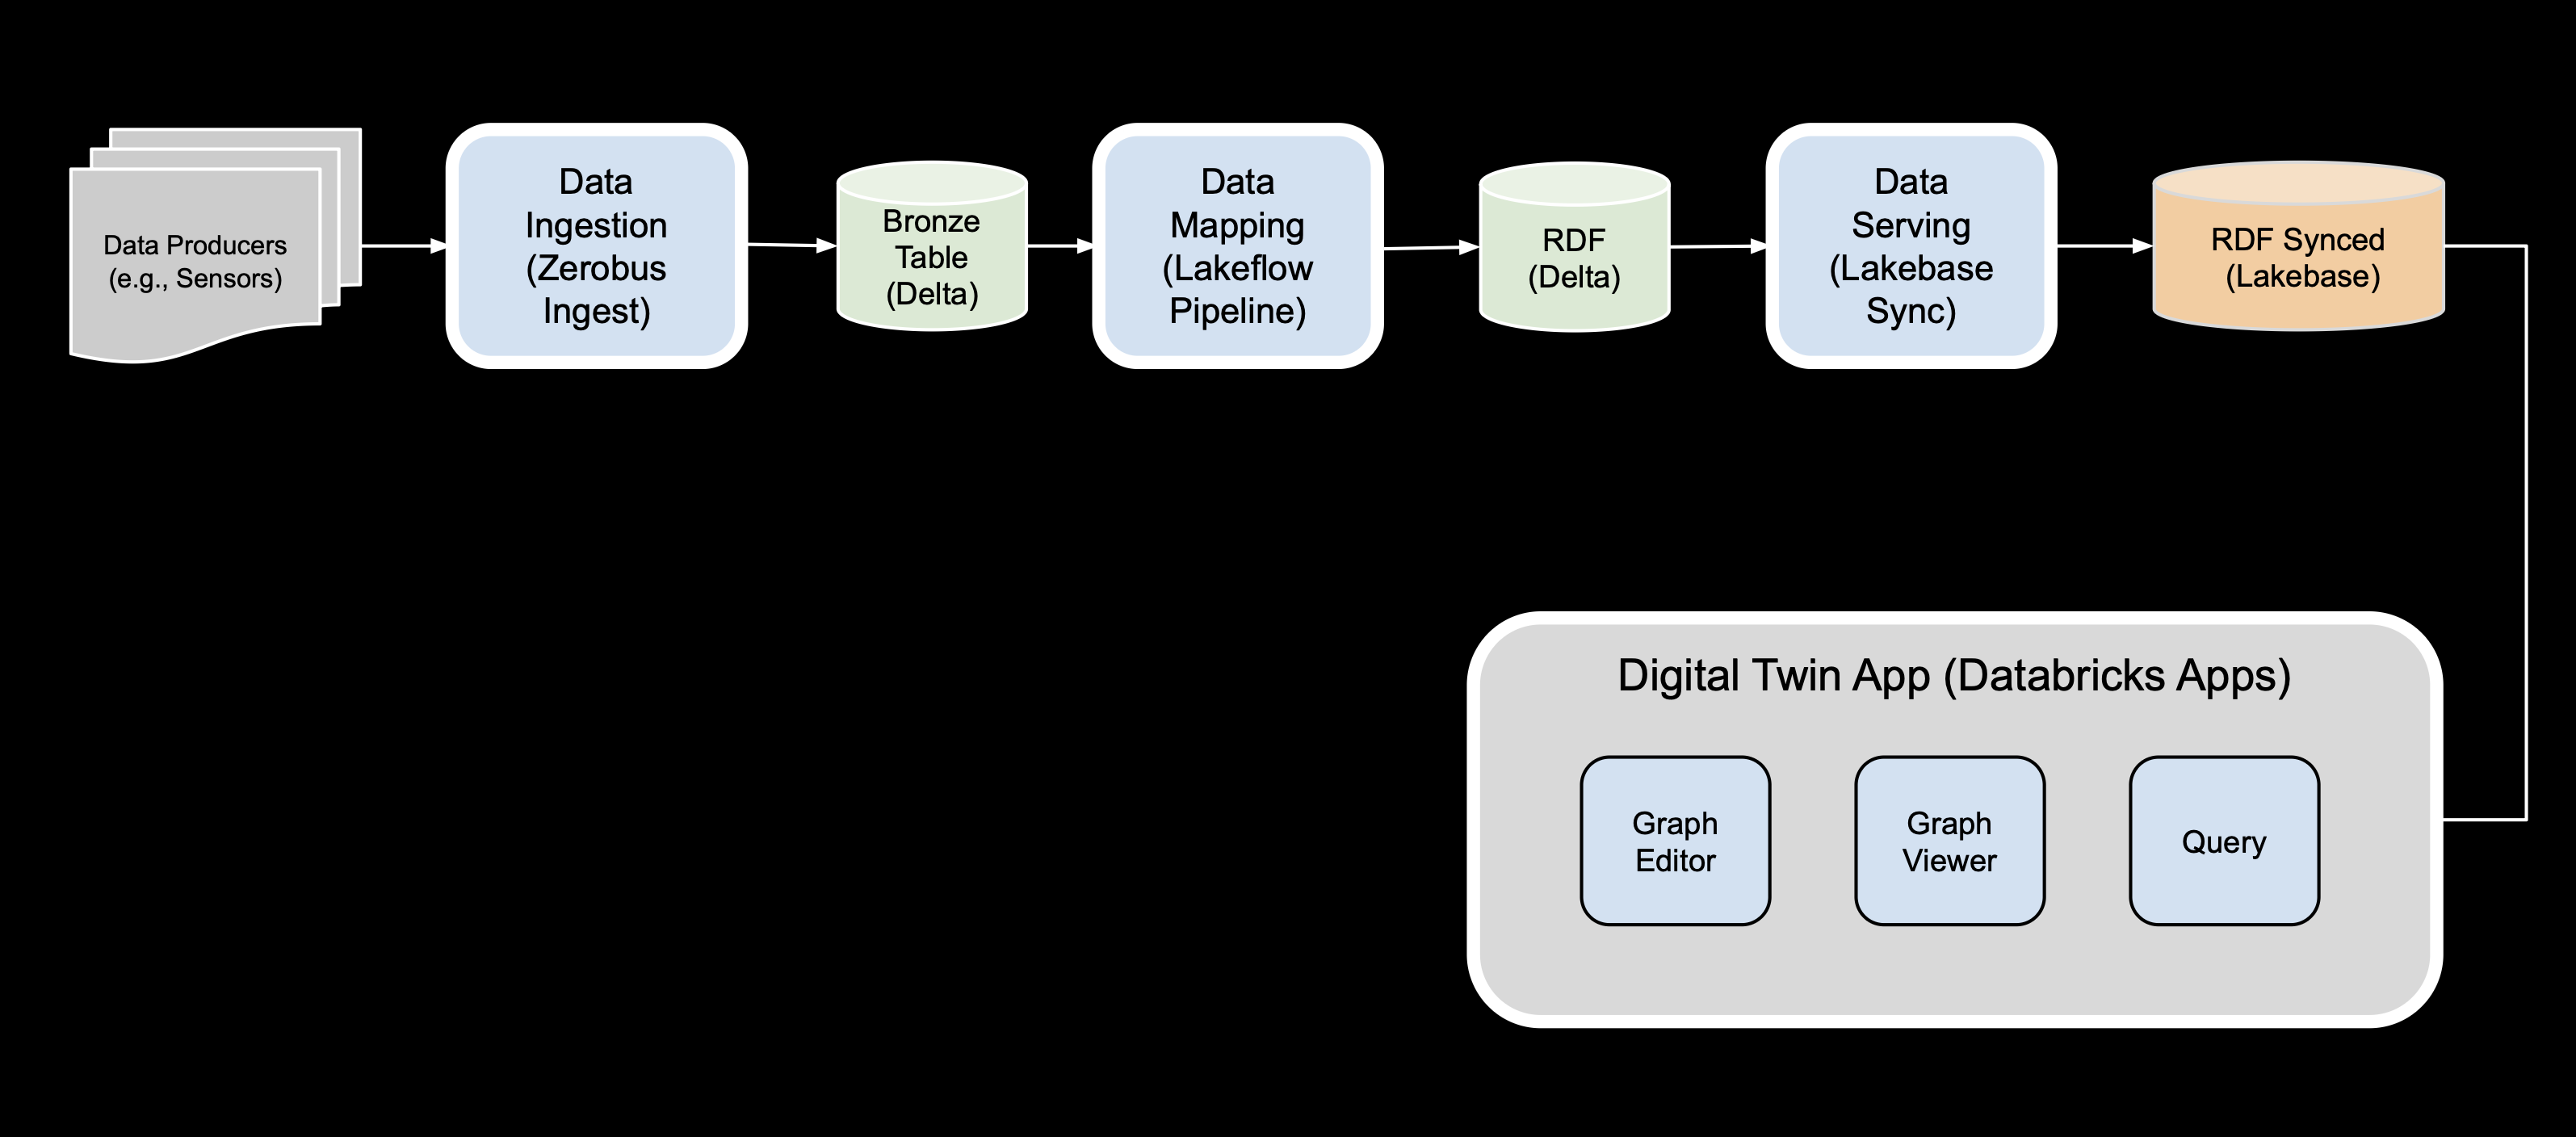 Data Producers
(e.g., Sensors)
Data
Ingestion
(Zerobus
Ingest)
Bronze
Table
(Delta)
Data
Mapping
(Lakeflow
Pipeline)
RDF
(Delta)
Data
Serving
(Lakebase
Sync)
RDF Synced
(Lakebase)
Digital Twin App (Databricks Apps)
Graph
Editor
Graph
Viewer
Query